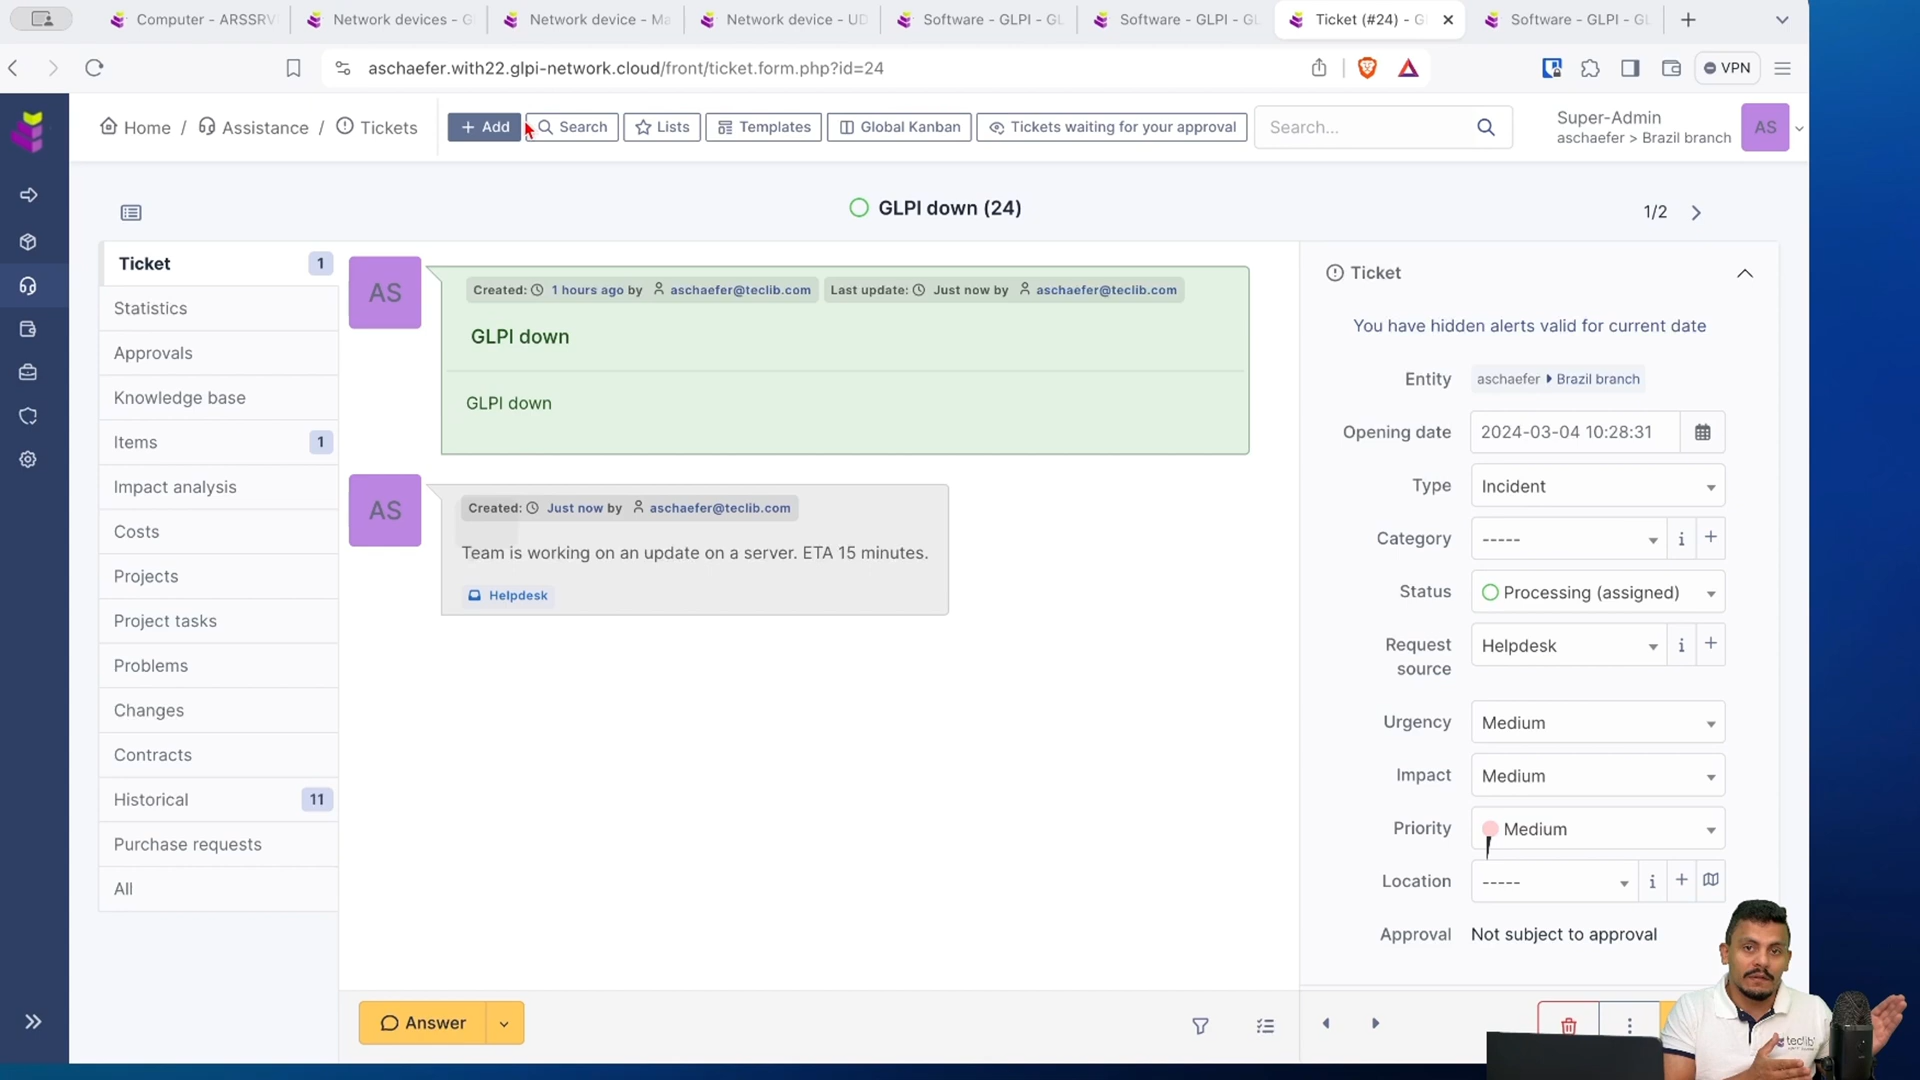 Computer - ARSSRV
Network devices - G
Network device - Ma
Network device - UD
Software - GLPI - GL
Software - GLPI - GL
Ticket (#24) - G
Software - GLPI - GL
aschaefer.with22.glpi-network.cloud/front/ticket.form.php?id=24
VPN
Home / Assistance / Tickets
+ Add
Search
Lists
Templates
Global Kanban
Tickets waiting for your approval
Search...
Super-Admin
aschaefer > Brazil branch
AS
GLPI down (24)
1/2
Ticket 1
Statistics
Approvals
Knowledge base
Items 1
Impact analysis
Costs
Projects
Project tasks
Problems
Changes
Contracts
Historical 11
Purchase requests
All
AS
Created: 1 hours ago by aschaefer@teclib.com
Last update: Just now by aschaefer@teclib.com
GLPI down
GLPI down
AS
Created: Just now by aschaefer@teclib.com
Team is working on an update on a server. ETA 15 minutes.
Helpdesk
Answer
Ticket
You have hidden alerts valid for current date
Entity aschaefer Brazil branch
Opening date 2024-03-04 10:28:31
Type Incident
Category -----
Status Processing (assigned)
Request
source
Helpdesk
Urgency Medium
Impact Medium
Priority Medium
Location -----
Approval Not subject to approval
teclib'